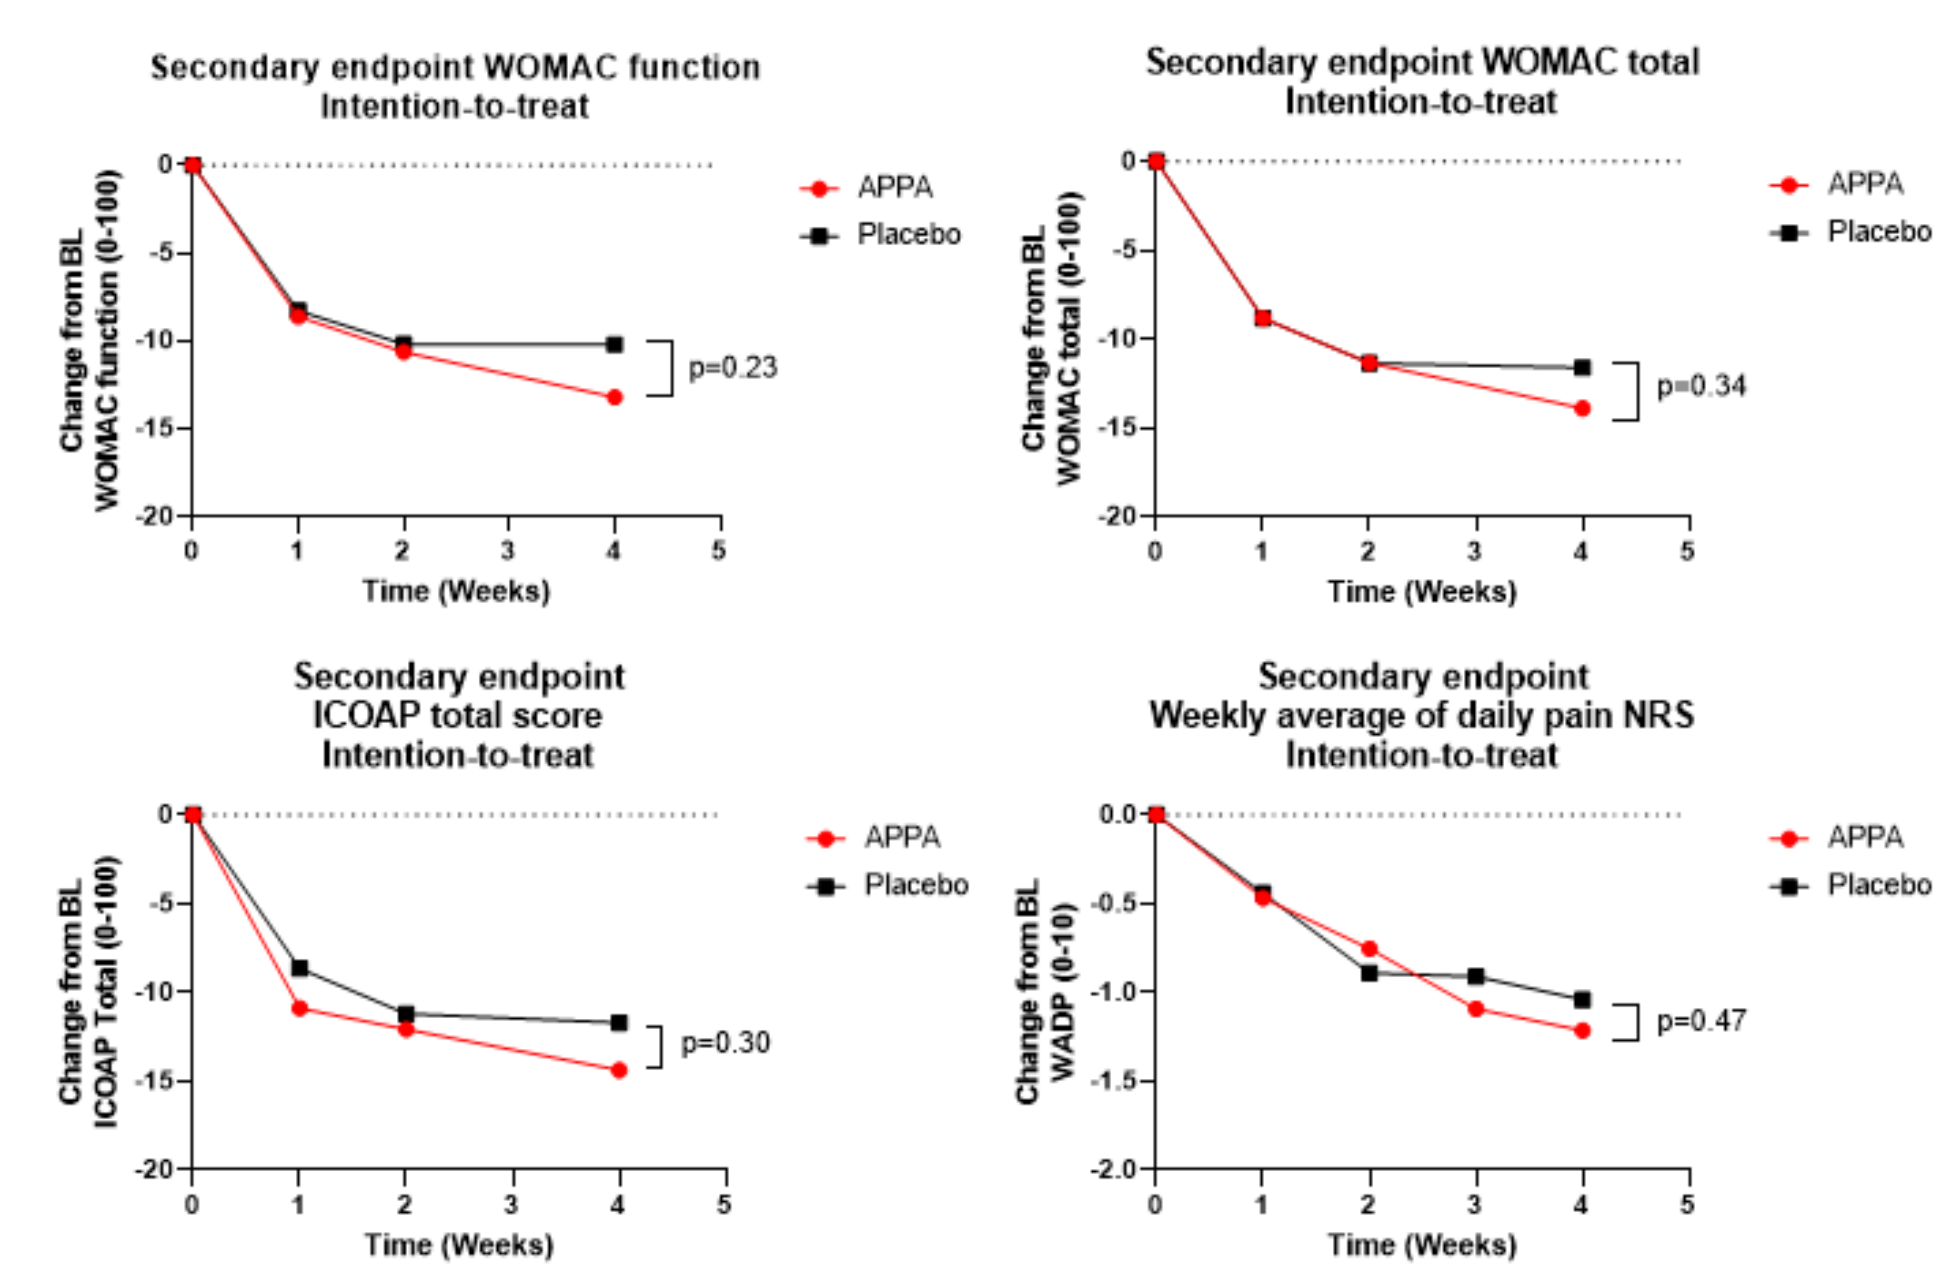 Secondary endpoint WOMAC function
Intention-to-treat
0
-5
-10
-15
-20
Change from BL
WOMAC function (0-100)
0 1 2 3 4 5
Time (Weeks)
APPA
Placebo
p=0.23
Secondary endpoint WOMAC total
Intention-to-treat
0
-5
-10
-15
-20
Change from BL
WOMAC total (0-100)
0 1 2 3 4 5
Time (Weeks)
APPA
Placebo
p=0.34
Secondary endpoint
ICOAP total score
Intention-to-treat
0
-5
-10
-15
-20
Change from BL
ICOAP Total (0-100)
0 1 2 3 4 5
Time (Weeks)
APPA
Placebo
p=0.30
Secondary endpoint
Weekly average of daily pain NRS
Intention-to-treat
0.0
-0.5
-1.0
-1.5
-2.0
Change from BL
WADP (0-10)
0 1 2 3 4 5
Time (Weeks)
APPA
Placebo
p=0.47